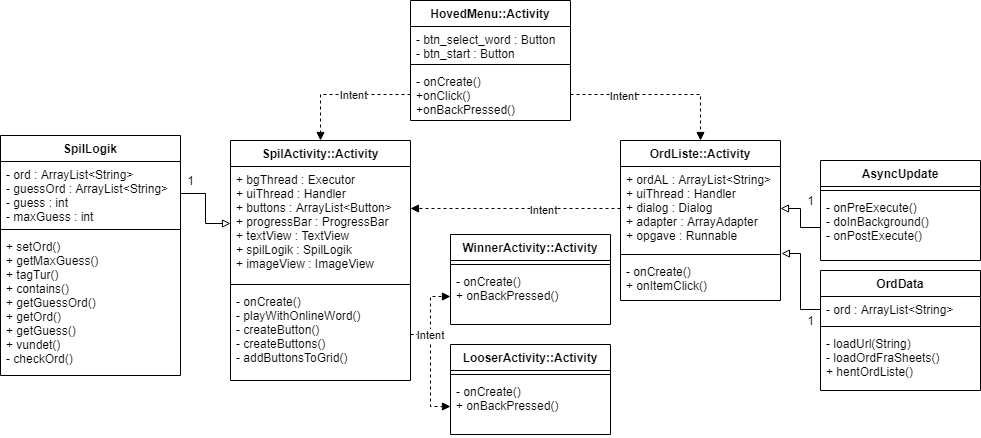 HovedMenu::Activity
- btn_select_word : Button
- btn_start : Button
- onCreate()
+onClick()
+onBackPressed()
Intent
Intent
SpilLogik
- ord : ArrayList<String>
- guessOrd : ArrayList<String>
- guess : int
- maxGuess : int
+ setOrd()
+ getMaxGuess()
+ tagTur()
+ contains()
+ getGuessOrd()
+ getOrd()
+ getGuess()
+ vundet()
- checkOrd()
1
SpilActivity::Activity
+ bgThread : Executor
+ uiThread : Handler
+ buttons : ArrayList<Button>
+ progressBar : ProgressBar
+ textView : TextView
+ spilLogik : SpilLogik
+ imageView : ImageView
- onCreate()
- playWithOnlineWord()
- createButton()
- createButtons()
- addButtonsToGrid()
Intent
Intent
WinnerActivity::Activity
- onCreate()
+ onBackPressed()
LooserActivity::Activity
- onCreate()
+ onBackPressed()
OrdListe::Activity
+ ordAL : ArrayList<String>
+ uiThread : Handler
+ dialog : Dialog
+ adapter : ArrayAdapter
+ opgave : Runnable
- onCreate()
+ onItemClick()
1
AsyncUpdate
- onPreExecute()
- doInBackground()
- onPostExecute()
1
OrdData
- ord : ArrayList<String>
- loadUrl(String)
- loadOrdFraSheets()
+ hentOrdListe()